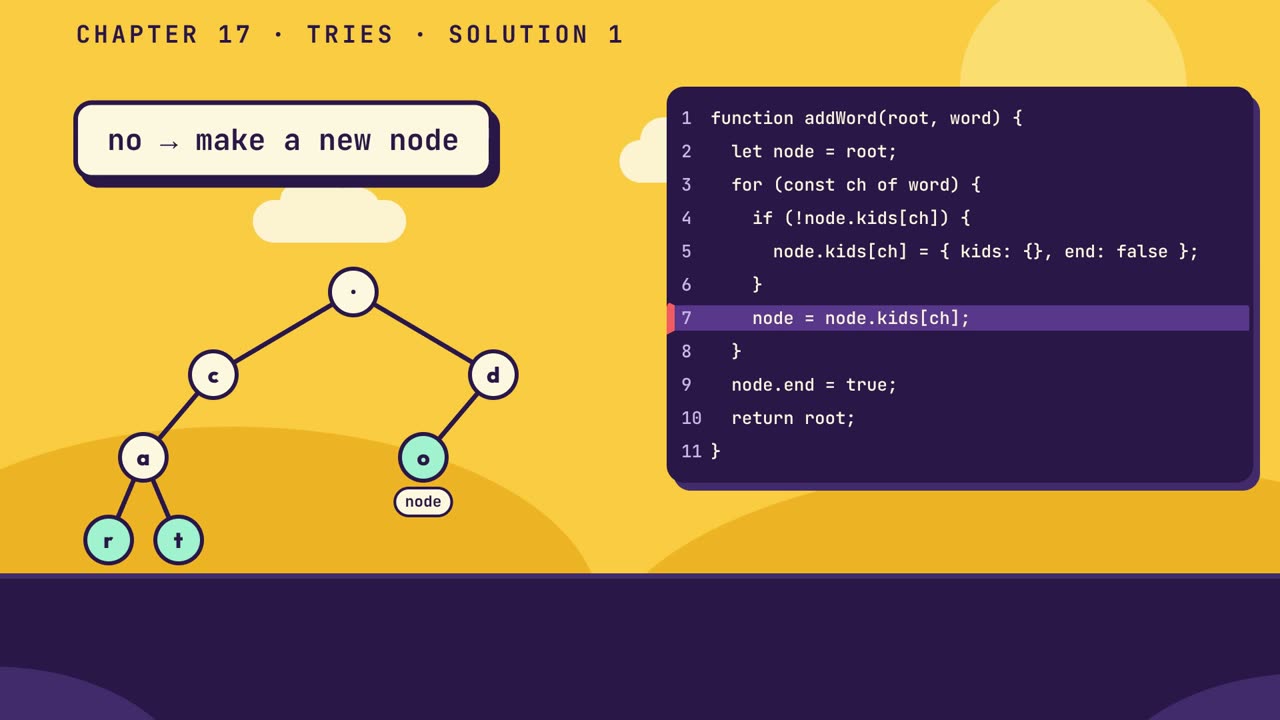 CHAPTER 17 · TRIES · SOLUTION 1
no → make a new node
·
c
d
a
o
node
r
t
1 function addWord(root, word) {
2 let node = root;
3 for (const ch of word) {
4 if (!node.kids[ch]) {
5 node.kids[ch] = { kids: {}, end: false };
6 }
7 node = node.kids[ch];
8 }
9 node.end = true;
10 return root;
11 }